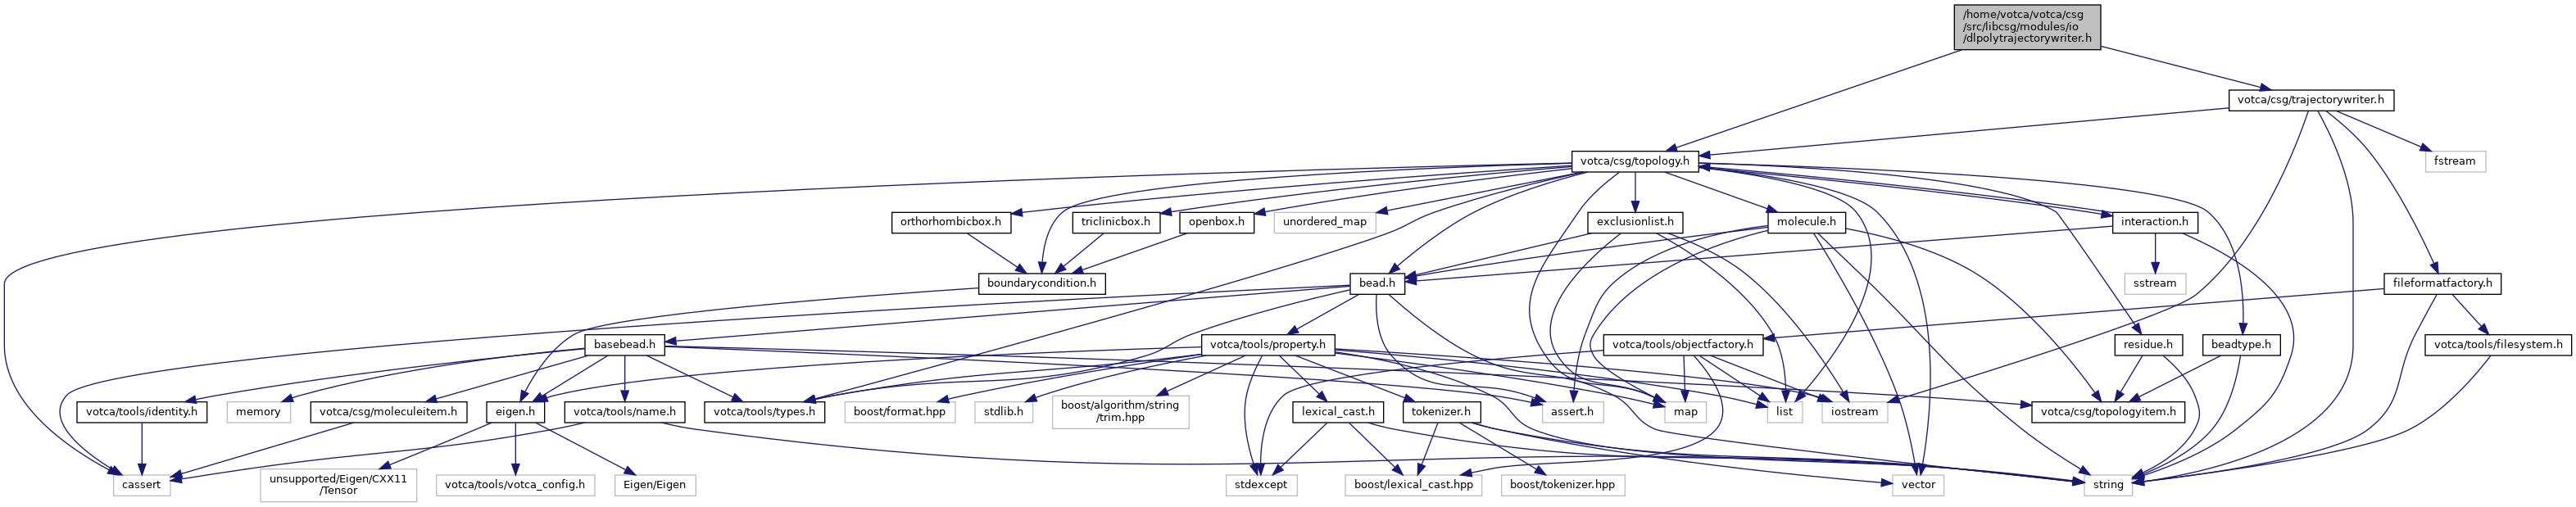 /home/votca/votca/csg
/src/libcsg/modules/io
/dlpolytrajectorywriter.h
votca/csg/trajectorywriter.h
votca/csg/topology.h
fstream
orthorhombicbox.h
triclinicbox.h
openbox.h
unordered_map
exclusionlist.h
molecule.h
interaction.h
boundarycondition.h
bead.h
sstream
fileformatfactory.h
basebead.h
votca/tools/property.h
votca/tools/objectfactory.h
residue.h
beadtype.h
votca/tools/filesystem.h
votca/tools/identity.h
memory
votca/csg/moleculeitem.h
eigen.h
votca/tools/name.h
votca/tools/types.h
boost/format.hpp
stdlib.h
boost/algorithm/string
/trim.hpp
lexical_cast.h
tokenizer.h
assert.h
map
list
iostream
votca/csg/topologyitem.h
cassert
unsupported/Eigen/CXX11
/Tensor
votca/tools/votca_config.h
Eigen/Eigen
stdexcept
boost/lexical_cast.hpp
boost/tokenizer.hpp
vector
string